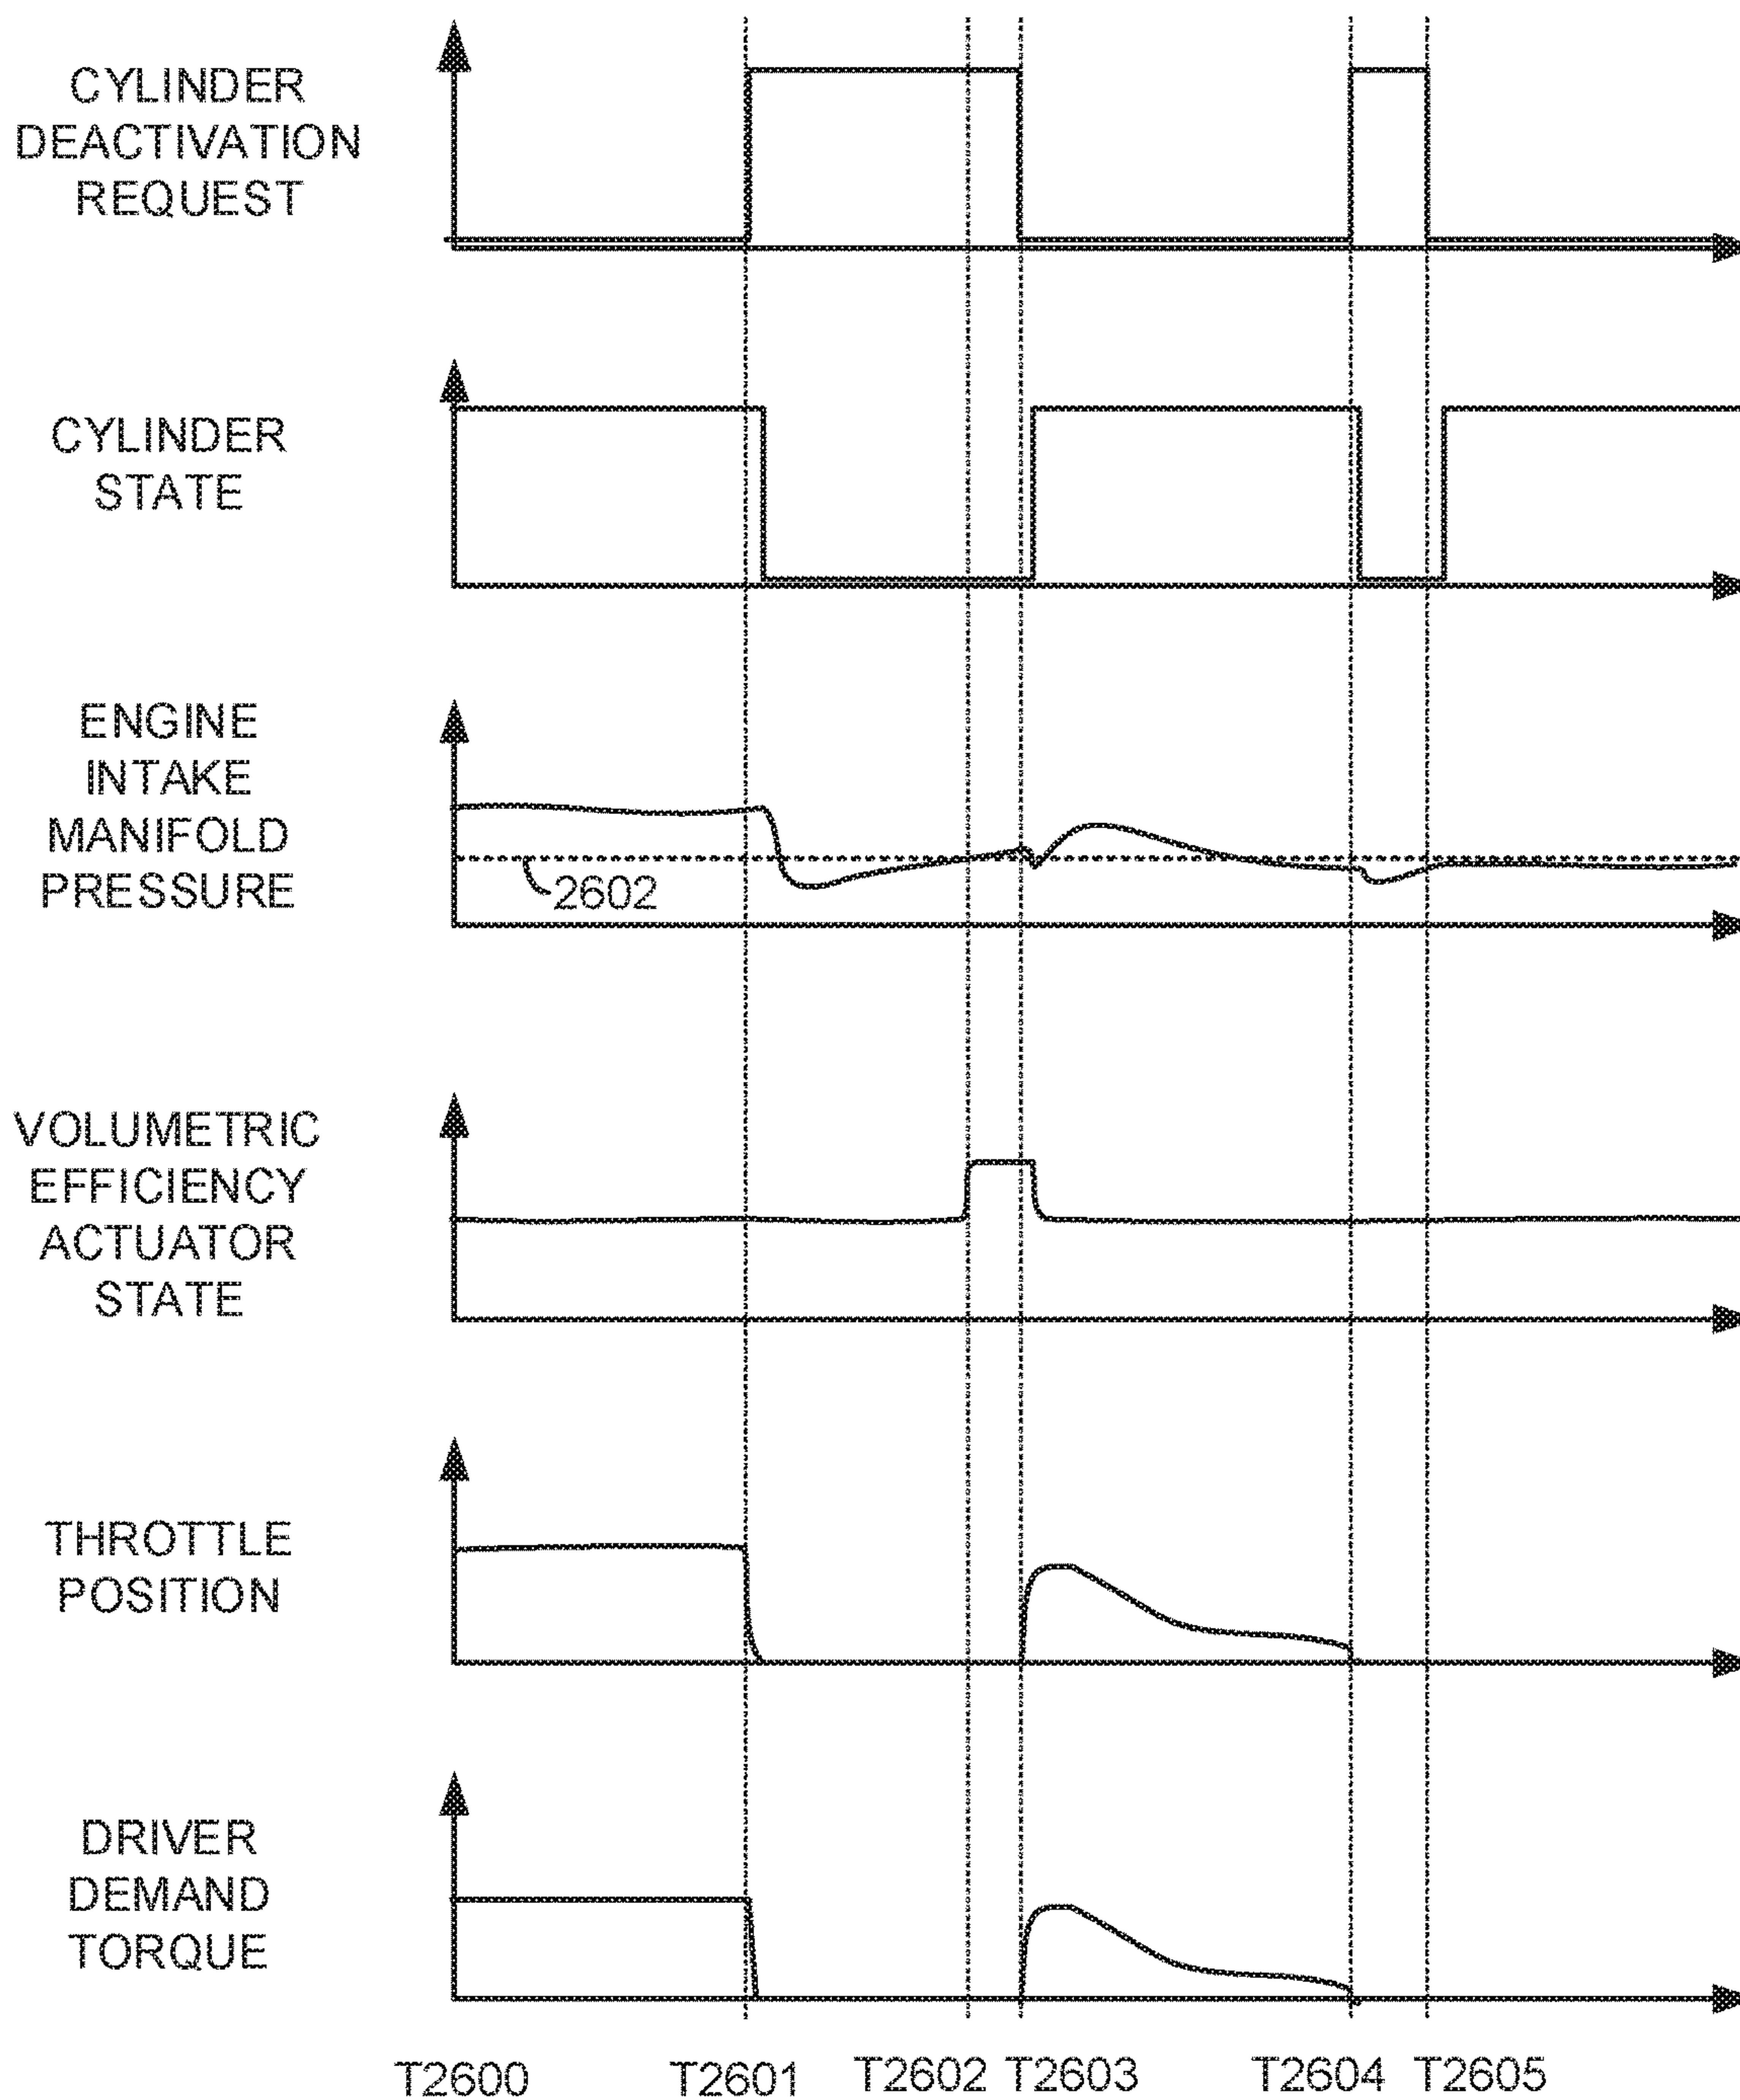 CYLINDER
DEACTIVATION
REQUEST
CYLINDER
STATE
ENGINE
INTAKE
MANIFOLD
PRESSURE
2602
VOLUMETRIC
EFFICIENCY
ACTUATOR
STATE
THROTTLE
POSITION
DRIVER
DEMAND
TORQUE
T2600 T2601 T2602 T2603 T2604 T2605